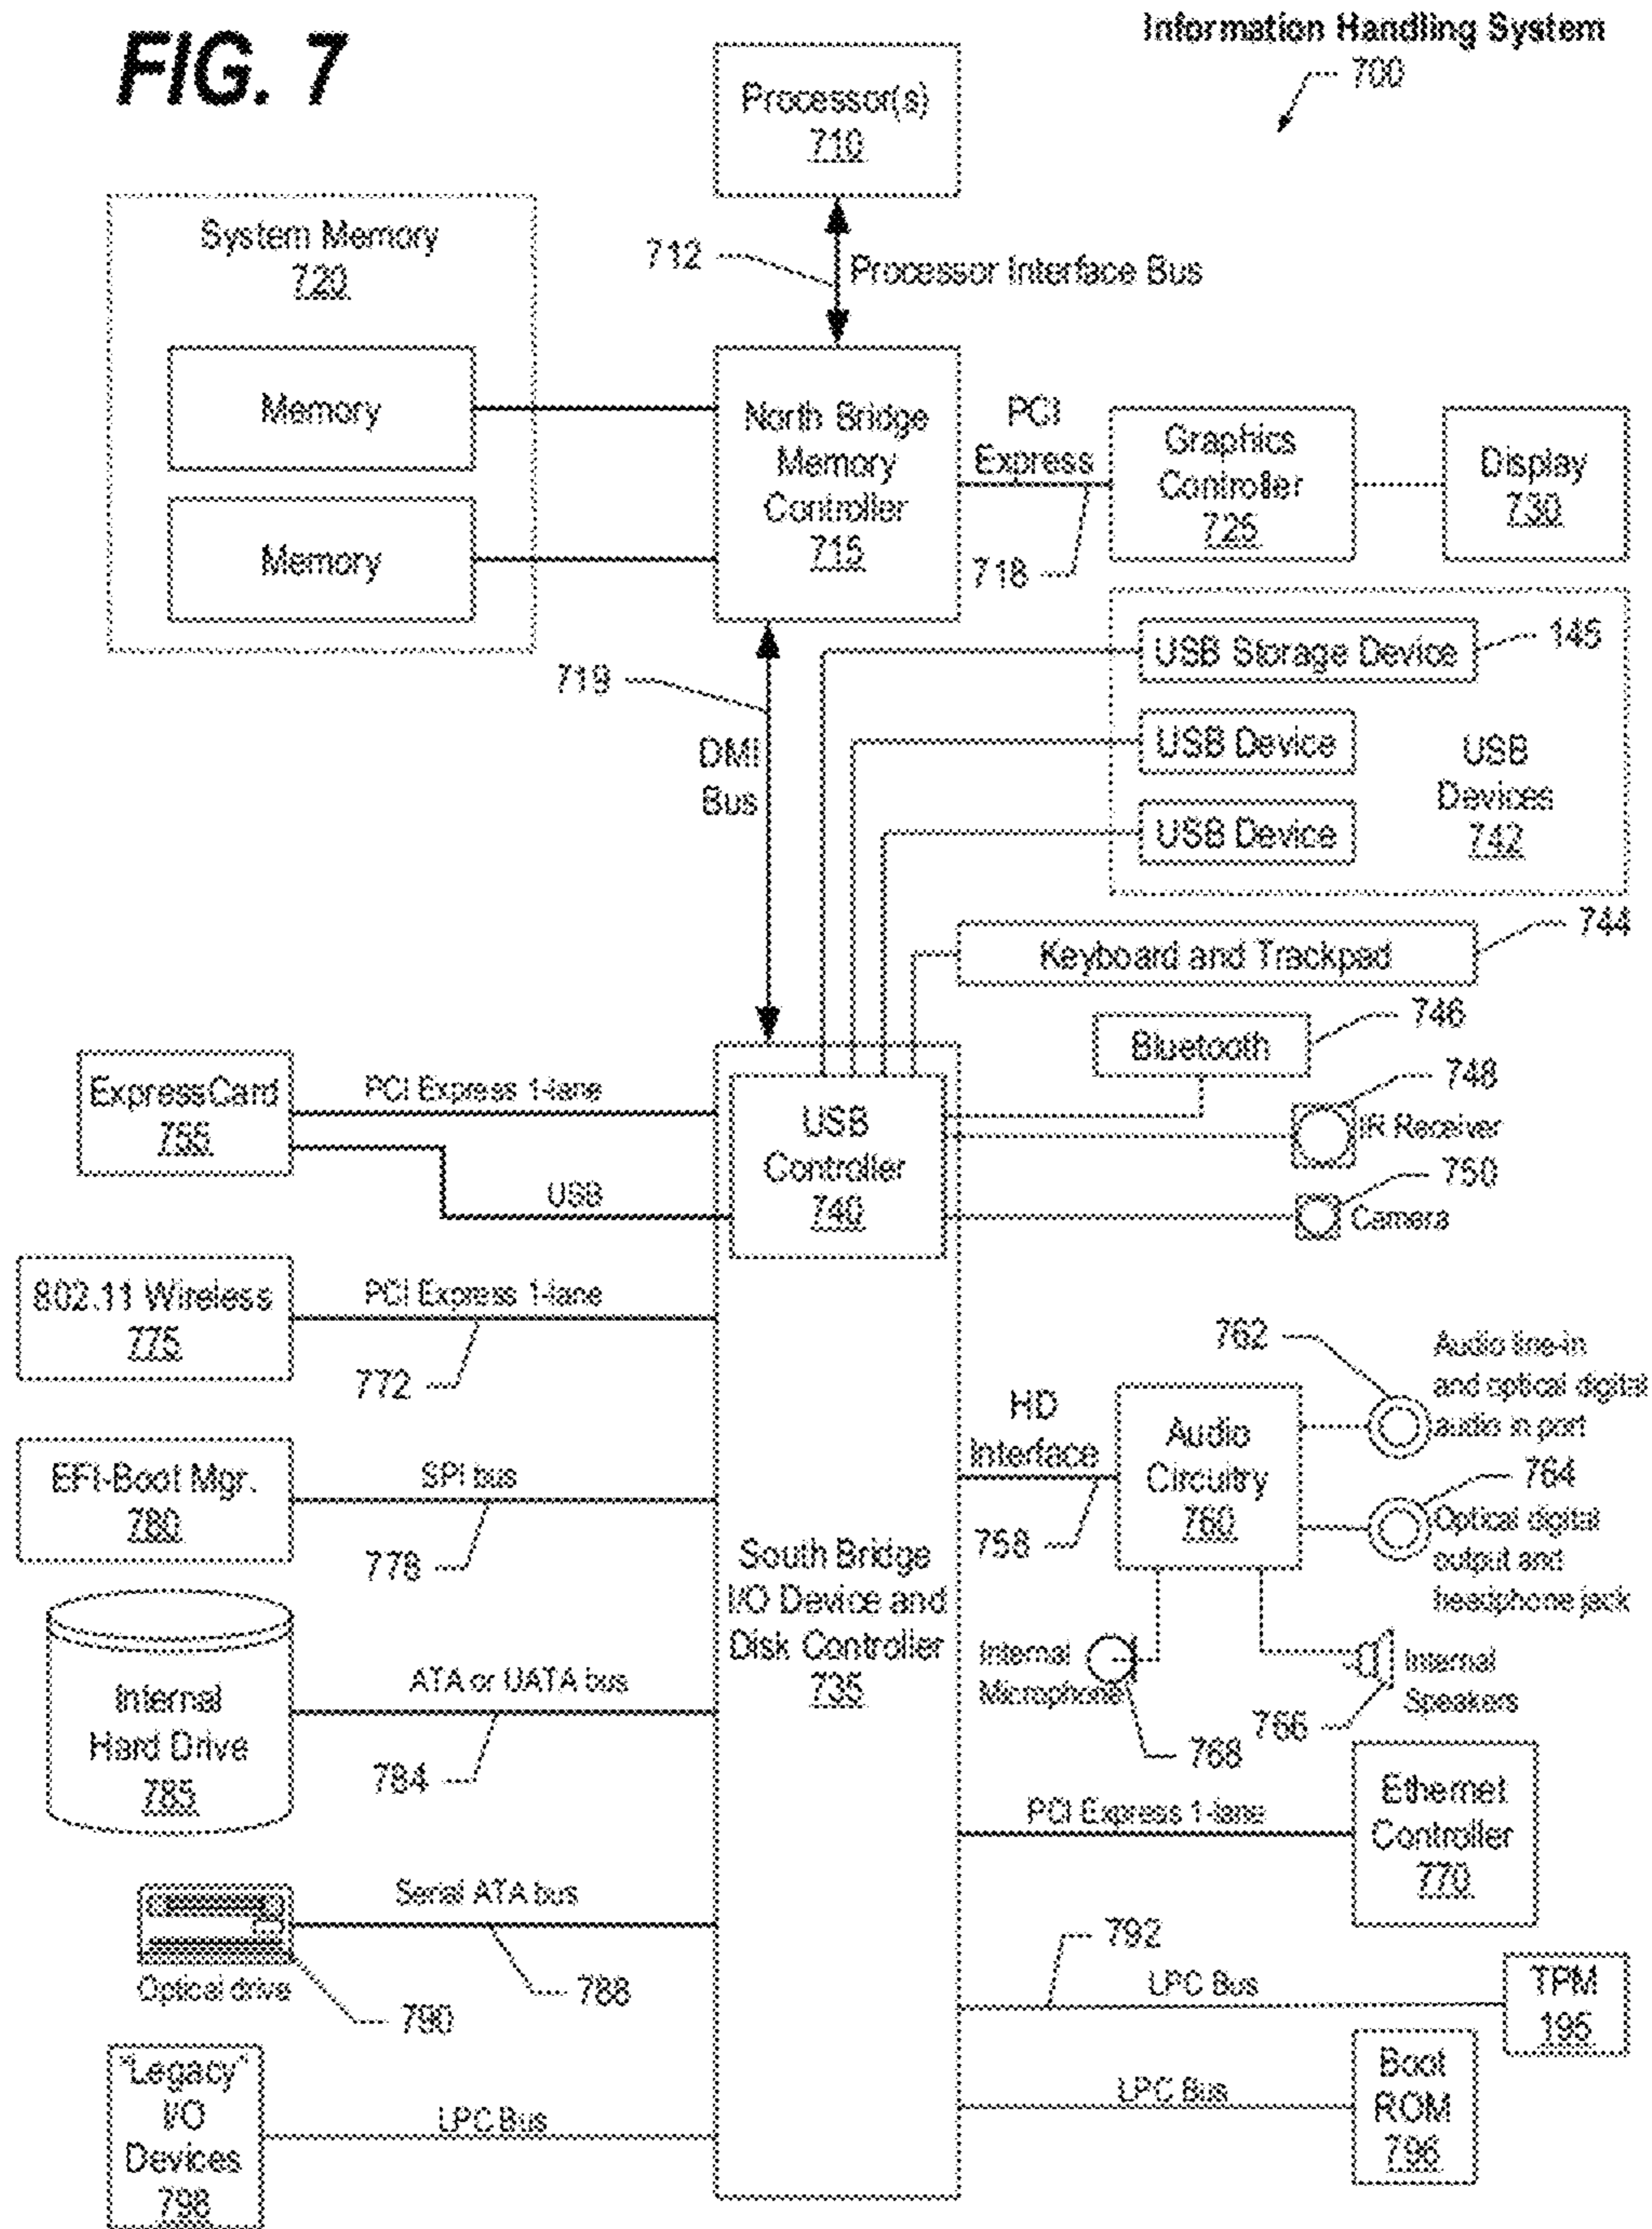 FIG. 7
Information Handling System
700
Processor(s)
710
System Memory
720
712
Processor Interface Bus
Memory
Memory
North Bridge
Memory
Controller
715
PCI
Express
718
Graphics
Controller
725
Display
730
719
DMI
Bus
USB Storage Device
145
USB Device
USB Device
USB
Devices
742
Keyboard and Trackpad
744
Bluetooth
746
748
IR Receiver
750
Camera
ExpressCard
755
PCI Express 1-lane
USB
USB
Controller
740
802.11 Wireless
775
PCI Express 1-lane
772
EFI-Boot Mgr.
780
SPI bus
778
Internal
Hard Drive
785
ATA or UATA bus
784
South Bridge
I/O Device and
Disk Controller
735
HD
Interface
758
Audio
Circuitry
760
762
Audio line-in
and optical digital
audio in port
764
Optical digital
output and
headphone jack
Internal
Microphone
768
766
Internal
Speakers
PCI Express 1-lane
Ethernet
Controller
770
Optical drive
790
Serial ATA bus
788
792
LPC Bus
TPM
195
"Legacy"
I/O
Devices
798
LPC Bus
LPC Bus
Boot
ROM
796